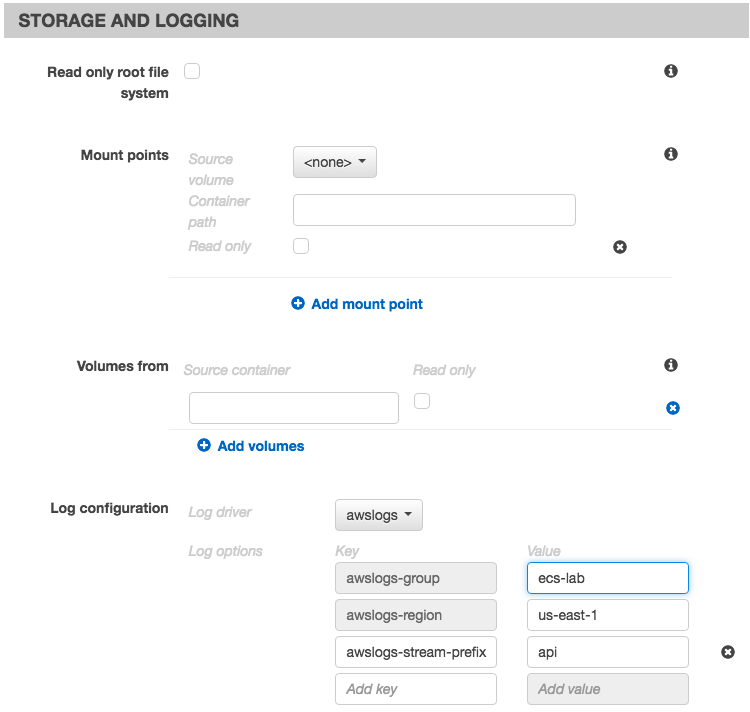 STORAGE AND LOGGING
Read only root file
system
Mount points
Source
volume
<none>
Container
path
Read only
Add mount point
Volumes from
Source container
Read only
Add volumes
Log configuration
Log driver
awslogs
Log options
Key
Value
awslogs-group
ecs-lab
awslogs-region
us-east-1
awslogs-stream-prefix
api
Add key
Add value